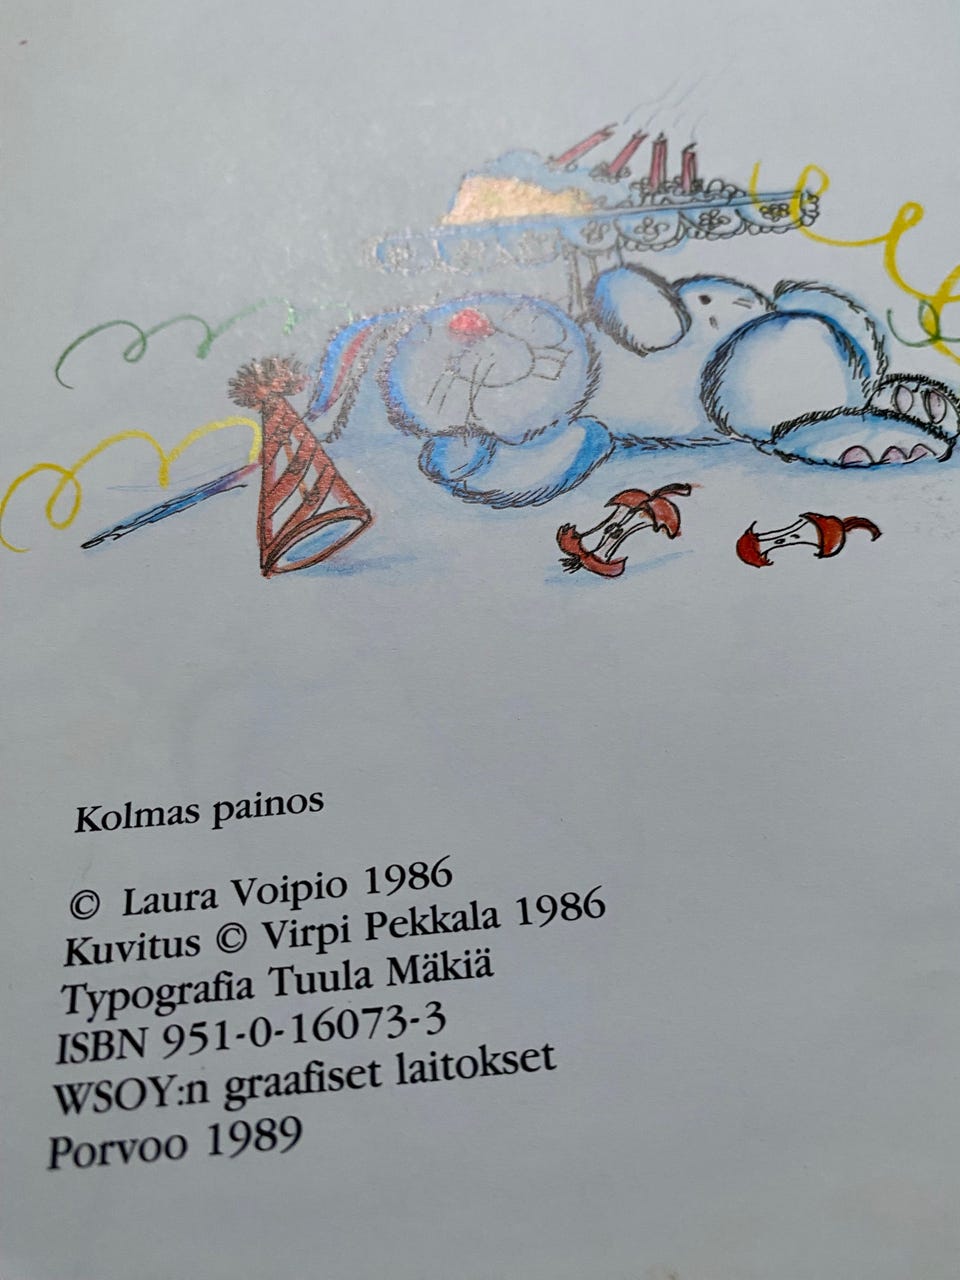 Kolmas painos
© Laura Voipio 1986
Kuvitus © Virpi Pekkala 1986
Typografia Tuula Mäkiä
ISBN 951-0-16073-3
WSOY:n graafiset laitokset
Porvoo 1989